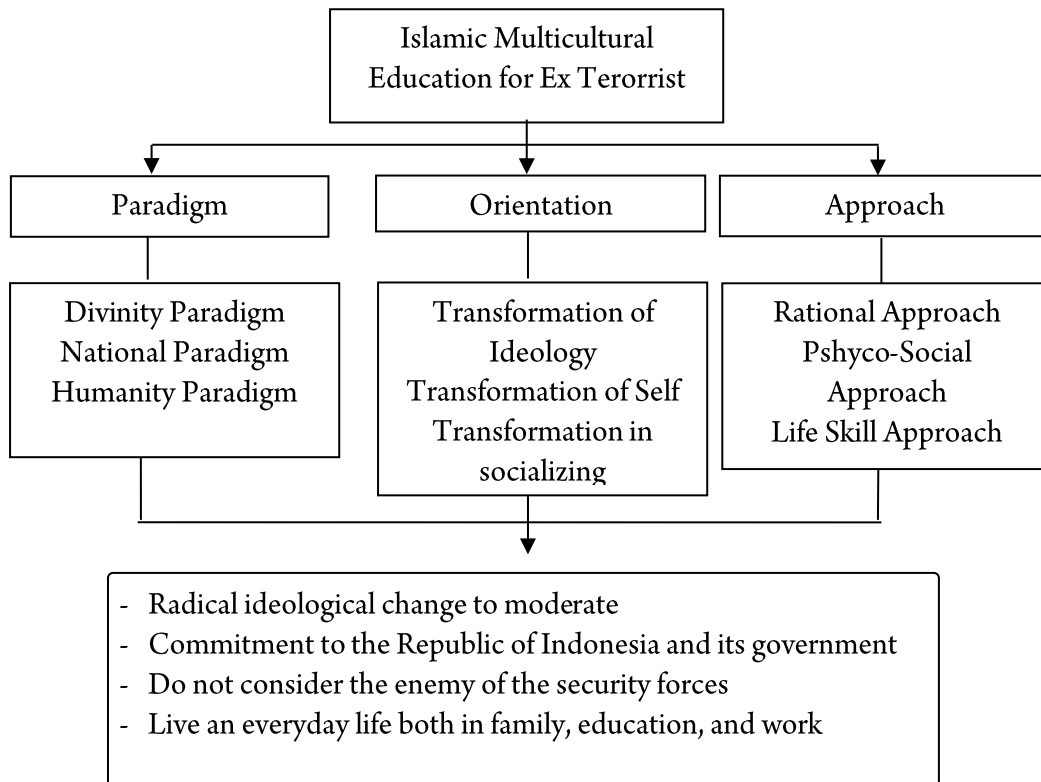 Islamic Multicultural
Education for Ex Terorrist
Paradigm
Orientation
Approach
Divinity Paradigm
National Paradigm
Humanity Paradigm
Transformation of
Ideology
Transformation of Self
Transformation in
socializing
Rational Approach
Pshyco-Social
Approach
Life Skill Approach
- Radical ideological change to moderate
- Commitment to the Republic of Indonesia and its government
- Do not consider the enemy of the security forces
- Live an everyday life both in family, education, and work